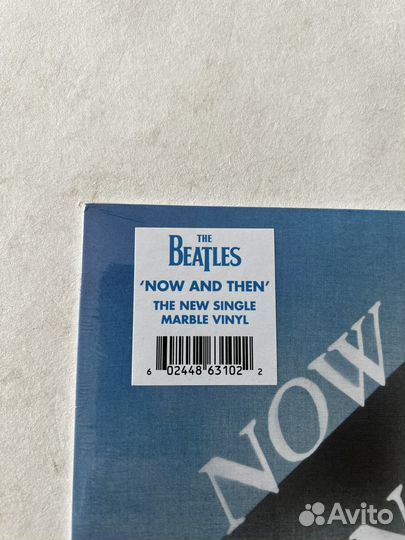 THE
BEATLES
‘NOW AND THEN’
THE NEW SINGLE
MARBLE VINYL
6 02448 63102 2
NOW
Avito